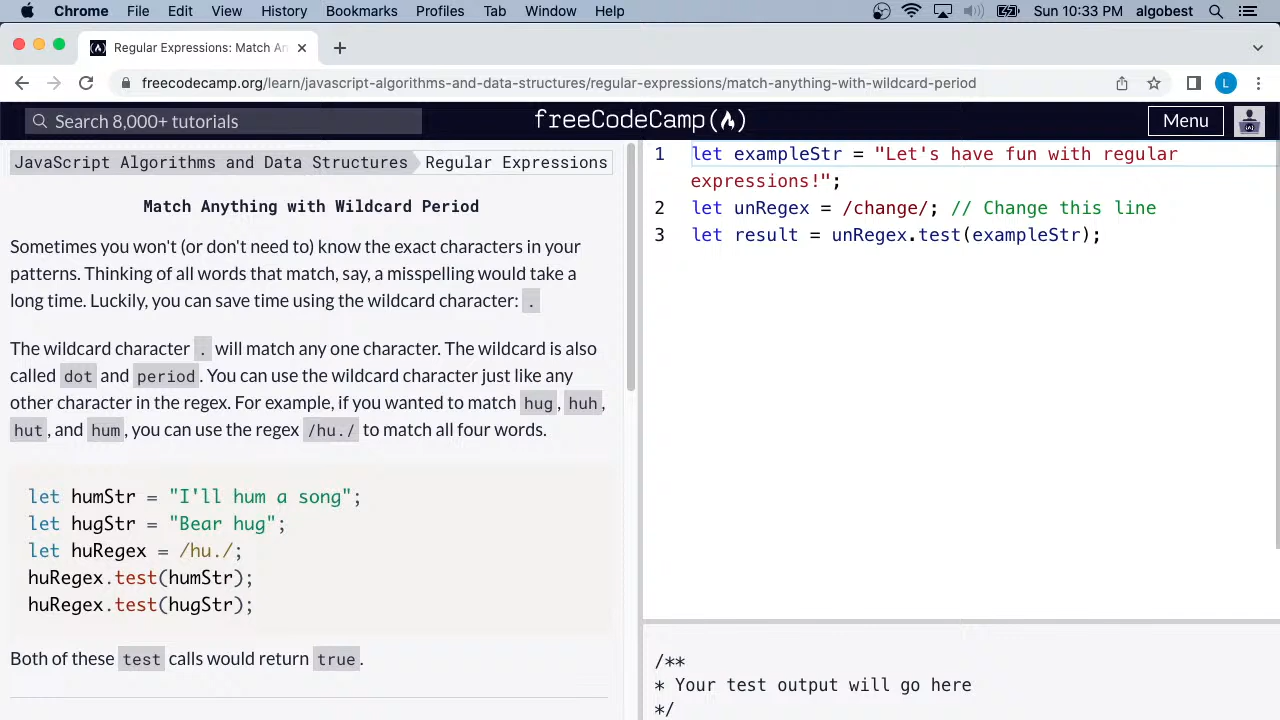 Chrome File Edit View History Bookmarks Profiles Tab Window Help Sun 10:33 PM algobest
Regular Expressions: Match An
freecodecamp.org/learn/javascript-algorithms-and-data-structures/regular-expressions/match-anything-with-wildcard-period L
Search 8,000+ tutorials freeCodeCamp Menu
JavaScript Algorithms and Data Structures Regular Expressions
Match Anything with Wildcard Period
Sometimes you won't (or don't need to) know the exact characters in your
patterns. Thinking of all words that match, say, a misspelling would take a
long time. Luckily, you can save time using the wildcard character: .
The wildcard character . will match any one character. The wildcard is also
called dot and period. You can use the wildcard character just like any
other character in the regex. For example, if you wanted to match hug, huh,
hut, and hum, you can use the regex /hu./ to match all four words.
let humStr = "I'll hum a song";
let hugStr = "Bear hug";
let huRegex = /hu./;
huRegex.test(humStr);
huRegex.test(hugStr);
Both of these test calls would return true.
1 let exampleStr = "Let's have fun with regular
expressions!";
2 let unRegex = /change/; // Change this line
3 let result = unRegex.test(exampleStr);
/**
* Your test output will go here
*/